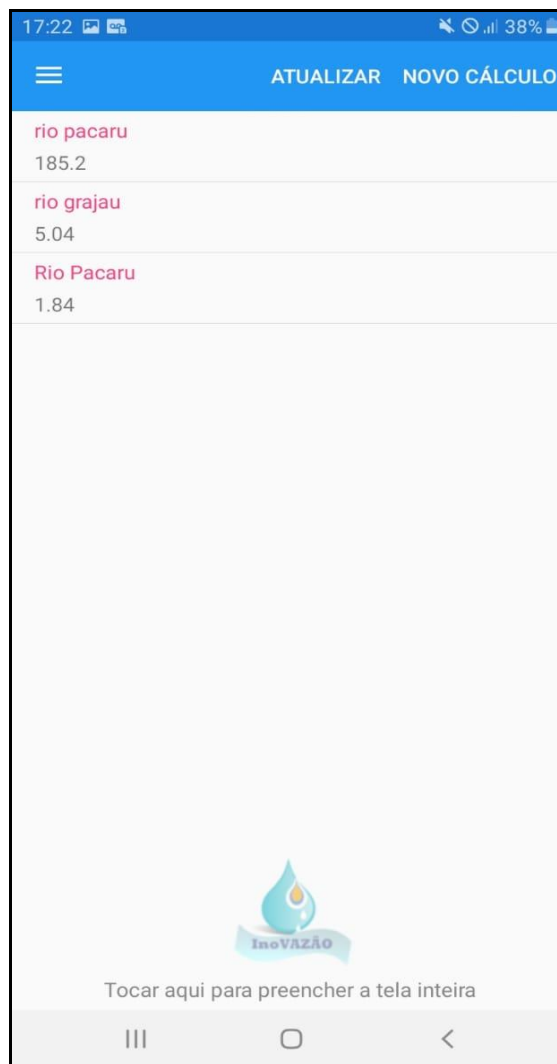 17:22 38%
ATUALIZAR NOVO CÁLCULO
rio pacaru
185.2
rio grajau
5.04
Rio Pacaru
1.84
InoVAZÃO
Tocar aqui para preencher a tela inteira